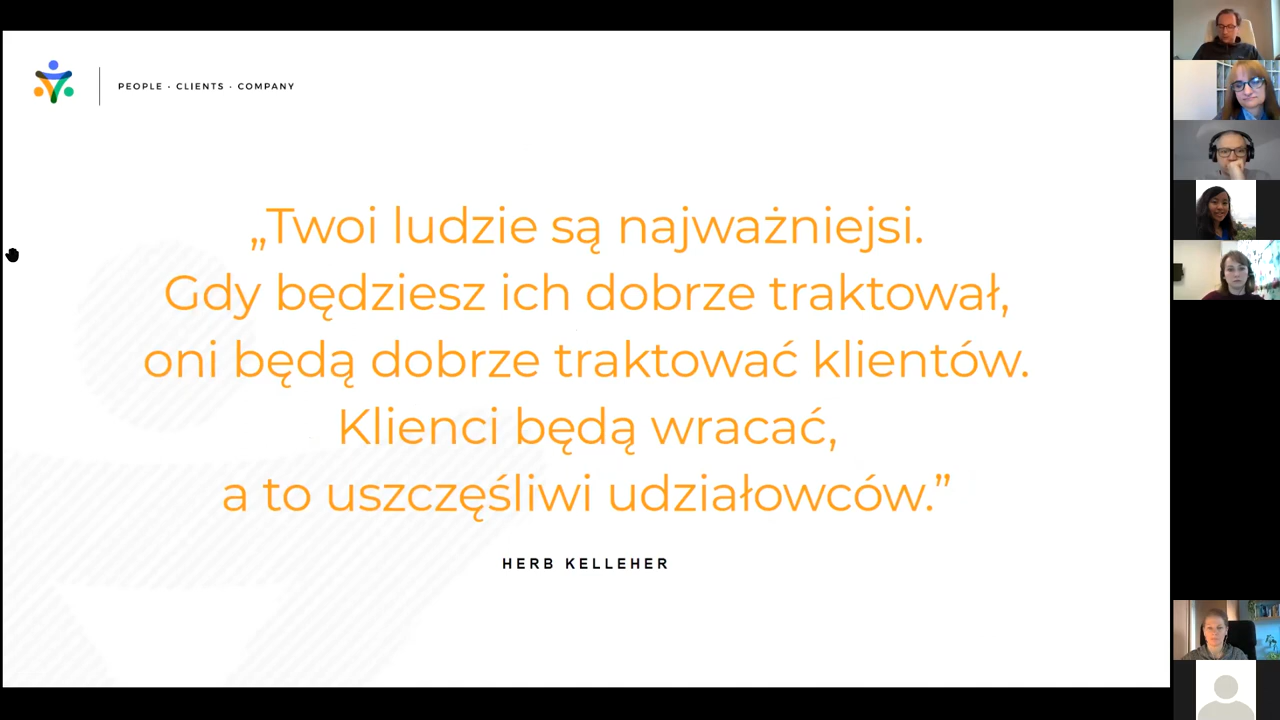 PEOPLE · CLIENTS · COMPANY
„Twoi ludzie są najważniejsi.
Gdy będziesz ich dobrze traktował,
oni będą dobrze traktować klientów.
Klienci będą wracać,
a to uszczęśliwi udziałowców.”
HERB KELLEHER